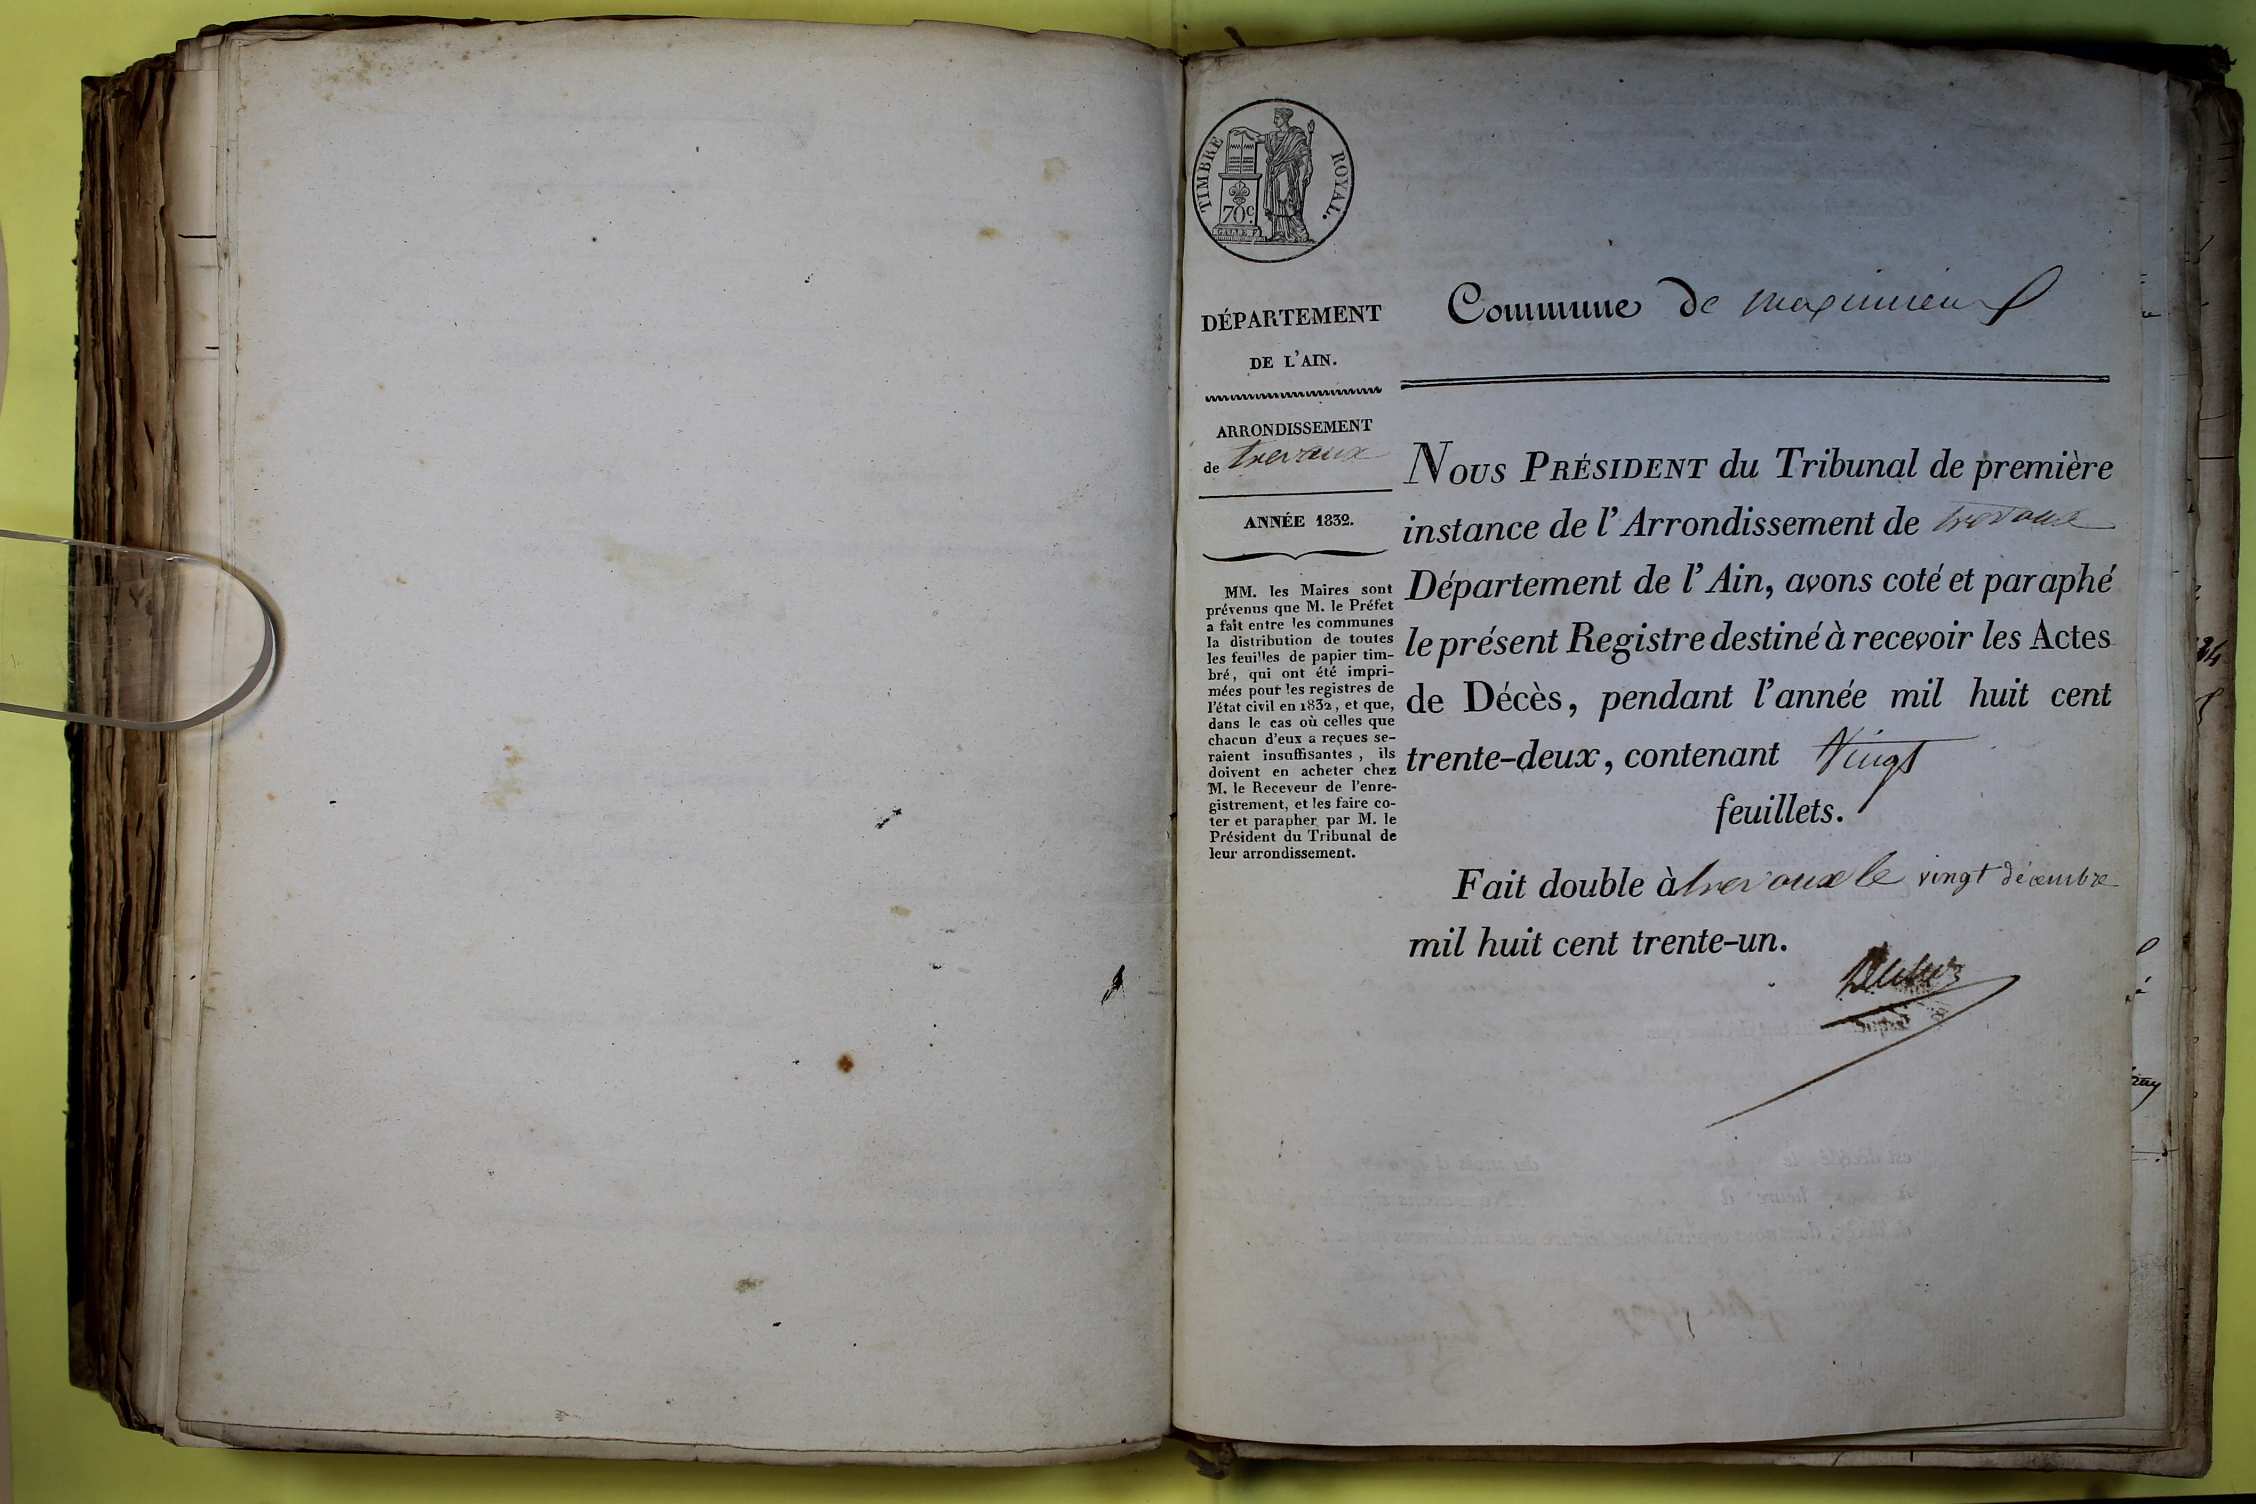 TIMBRE ROYAL.
70c.
GALLE F.
DÉPARTEMENT
DE L'AIN.
ARRONDISSEMENT
de trevoux
ANNÉE 1832.
MM. les Maires sont
prévenus que M. le Préfet
a fait entre les communes
la distribution de toutes
les feuilles de papier tim-
bré, qui ont été impri-
mées pour les registres de
l'état civil en 1832, et que,
dans le cas où celles que
chacun d'eux a reçues se-
raient insuffisantes, ils
doivent en acheter chez
M. le Receveur de l'enre-
gistrement, et les faire co-
ter et parapher par M. le
Président du Tribunal de
leur arrondissement.
Commune de meximieux
NOUS PRÉSIDENT du Tribunal de première
instance de l'Arrondissement de trevoux
Département de l'Ain, avons coté et paraphé
le présent Registre destiné à recevoir les Actes
de Décès, pendant l'année mil huit cent
trente-deux, contenant Vingt
feuillets.
Fait double à trevoux le vingt décembre
mil huit cent trente-un.